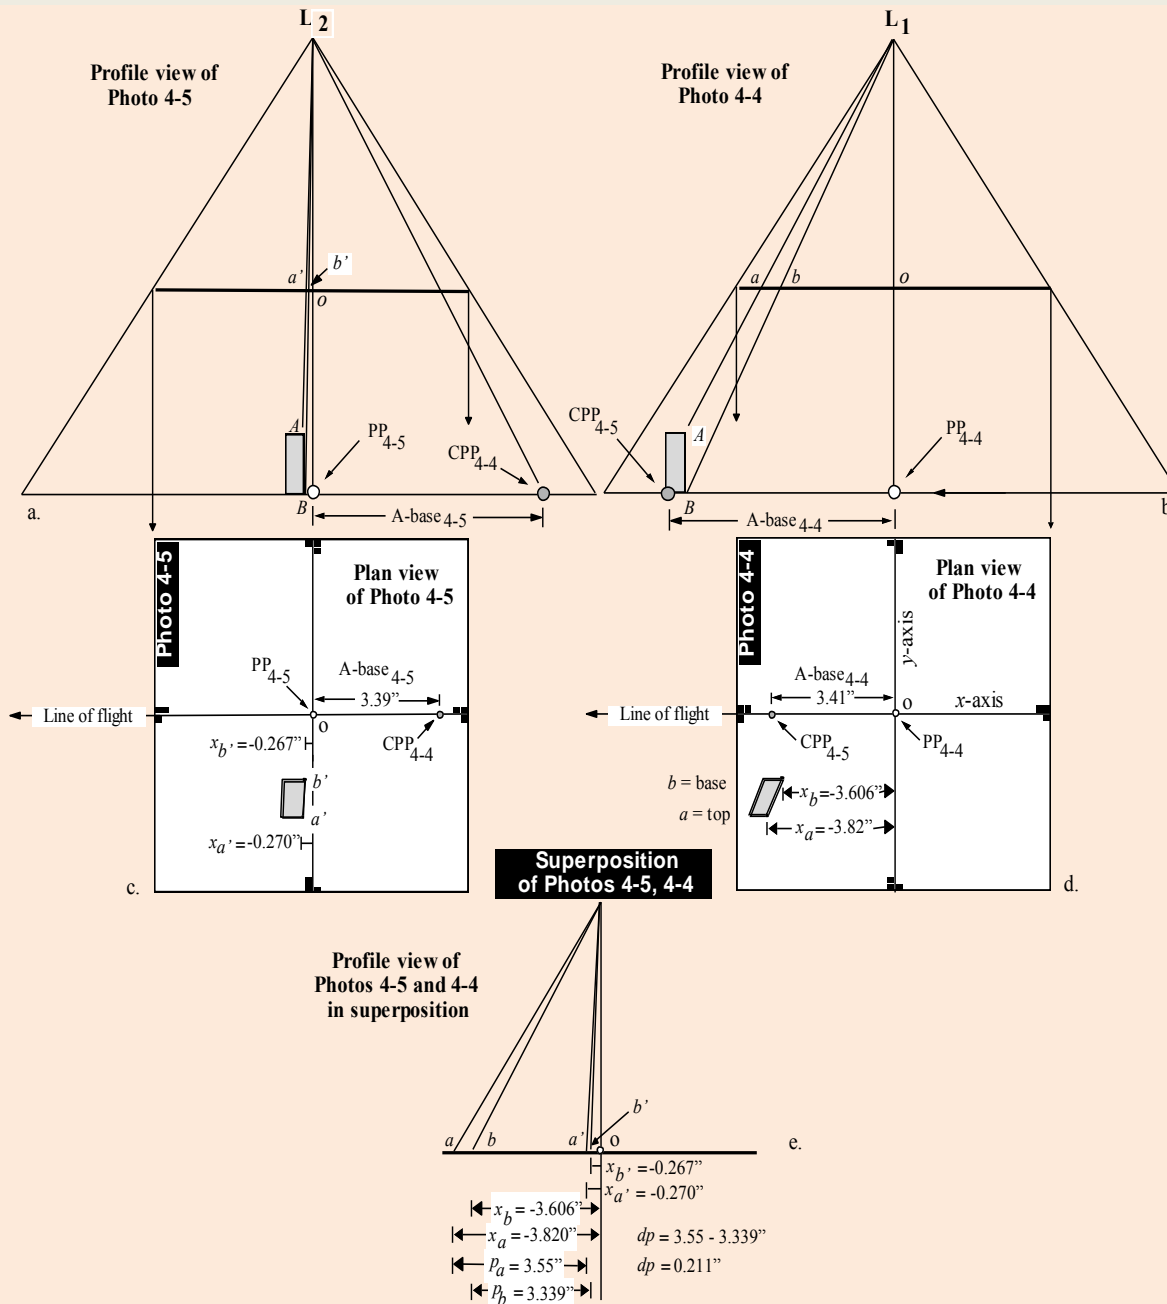 L2
L1
Profile view of
Photo 4-5
Profile view of
Photo 4-4
a'
b'
o
a
b
o
A
B
PP4-5
CPP4-4
CPP4-5
A
B
PP4-4
a.
A-base4-5
A-base4-4
b
Photo 4-5
Plan view
of Photo 4-5
PP4-5
A-base4-5
3.39”
Line of flight
o
CPP4-4
xb’ =-0.267”
b’
a’
xa’ =-0.270”
c.
Photo 4-4
Plan view
of Photo 4-4
y-axis
A-base4-4
3.41”
o
x-axis
Line of flight
CPP4-5
PP4-4
b = base
a = top
xb=-3.606”
xa=-3.82”
d.
Superposition
of Photos 4-5, 4-4
Profile view of
Photos 4-5 and 4-4
in superposition
b’
a
b
a’
o
e.
xb’ =-0.267”
xa’ =-0.270”
xb = -3.606”
xa = -3.820”
dp = 3.55 - 3.339”
pa = 3.55”
dp = 0.211”
pb = 3.339”